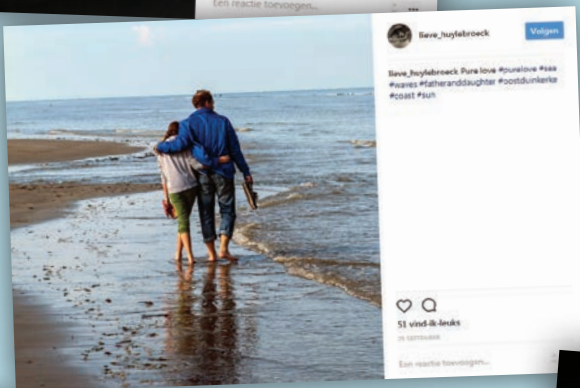 Een reactie toevoegen...
lieve_huylebroeck
Volgen
lieve_huylebroeck Pure love #purelove #sea
#waves #fatheranddaughter #oostduinkerke
#coast #sun
51 vind-ik-leuks
Een reactie toevoegen...